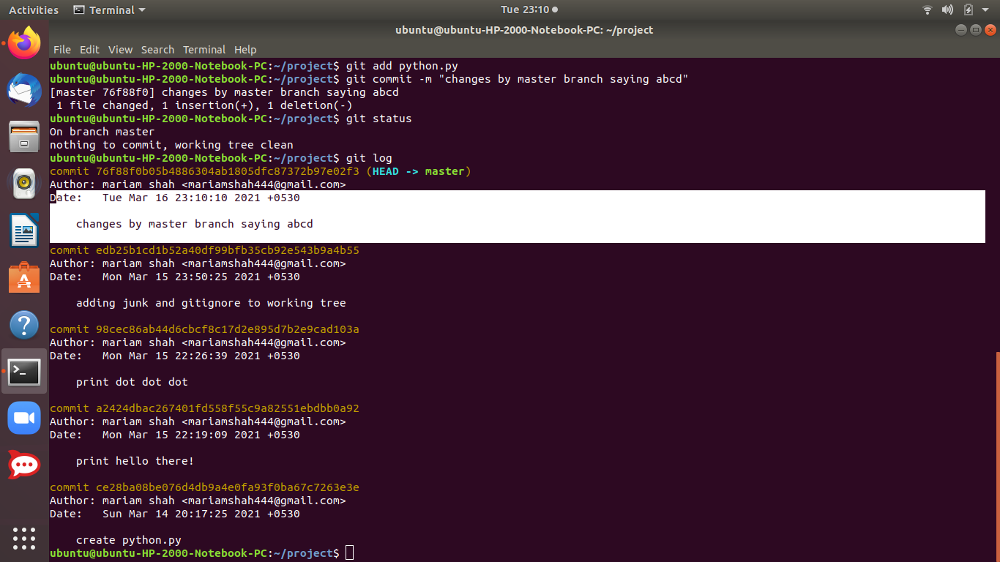 Activities Terminal Tue 23:10
ubuntu@ubuntu-HP-2000-Notebook-PC: ~/project
File Edit View Search Terminal Help
ubuntu@ubuntu-HP-2000-Notebook-PC:~/project$ git add python.py
ubuntu@ubuntu-HP-2000-Notebook-PC:~/project$ git commit -m "changes by master branch saying abcd"
[master 76f88f0] changes by master branch saying abcd
 1 file changed, 1 insertion(+), 1 deletion(-)
ubuntu@ubuntu-HP-2000-Notebook-PC:~/project$ git status
On branch master
nothing to commit, working tree clean
ubuntu@ubuntu-HP-2000-Notebook-PC:~/project$ git log
commit 76f88f0b05b4886304ab1805dfc87372b97e02f3 (HEAD -> master)
Author: mariam shah <mariamshah444@gmail.com>
Date:   Tue Mar 16 23:10:10 2021 +0530
    changes by master branch saying abcd
commit edb25b1cd1b52a40df99bfb35cb92e543b9a4b55
Author: mariam shah <mariamshah444@gmail.com>
Date:   Mon Mar 15 23:50:25 2021 +0530
    adding junk and gitignore to working tree
commit 98cec86ab44d6cbcf8c17d2e895d7b2e9cad103a
Author: mariam shah <mariamshah444@gmail.com>
Date:   Mon Mar 15 22:26:39 2021 +0530
    print dot dot dot
commit a2424dbac267401fd558f55c9a82551ebdbb0a92
Author: mariam shah <mariamshah444@gmail.com>
Date:   Mon Mar 15 22:19:09 2021 +0530
    print hello there!
commit ce28ba08be076d4db9a4e0fa93f0ba67c7263e3e
Author: mariam shah <mariamshah444@gmail.com>
Date:   Sun Mar 14 20:17:25 2021 +0530
    create python.py
ubuntu@ubuntu-HP-2000-Notebook-PC:~/project$